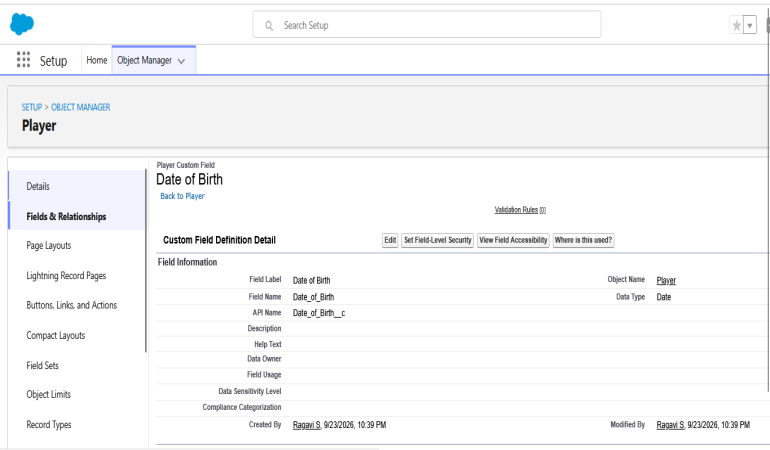 Search Setup
Setup Home Object Manager
SETUP > OBJECT MANAGER
Player
Details
Fields & Relationships
Page Layouts
Lightning Record Pages
Buttons, Links, and Actions
Compact Layouts
Field Sets
Object Limits
Record Types
Player Custom Field
Date of Birth
Back to Player
Validation Rules [0]
Custom Field Definition Detail Edit Set Field-Level Security View Field Accessibility Where is this used?
Field Information
Field Label Date of Birth Object Name Player
Field Name Date_of_Birth Data Type Date
API Name Date_of_Birth__c
Description
Help Text
Data Owner
Field Usage
Data Sensitivity Level
Compliance Categorization
Created By Ragavi S, 9/23/2026, 10:39 PM Modified By Ragavi S, 9/23/2026, 10:39 PM